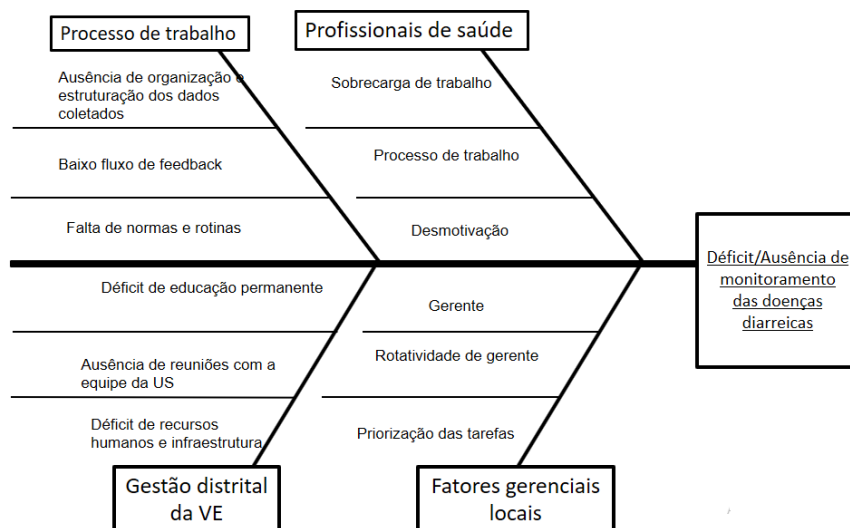 Processo de trabalho
Profissionais de saúde
Ausência de organização e
estruturação dos dados
coletados
Sobrecarga de trabalho
Baixo fluxo de feedback
Processo de trabalho
Falta de normas e rotinas
Desmotivação
Déficit/Ausência de
monitoramento
das doenças
diarreicas
Déficit de educação permanente
Gerente
Ausência de reuniões com a
equipe da US
Rotatividade de gerente
Déficit de recursos
humanos e infraestrutura
Priorização das tarefas
Gestão distrital
da VE
Fatores gerenciais
locais
,